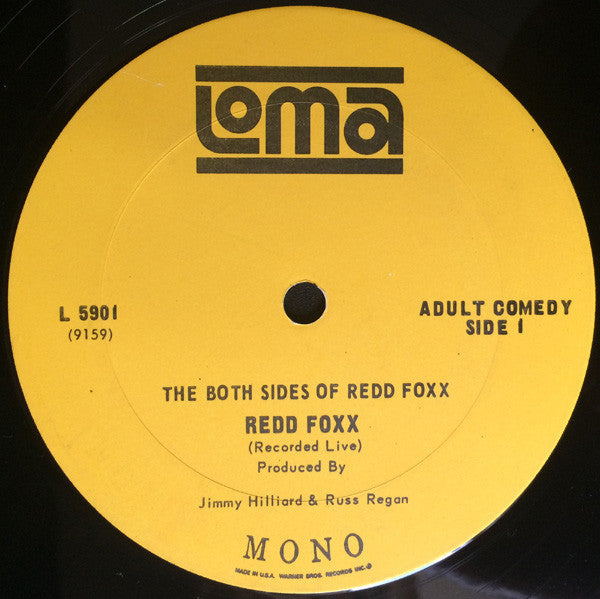 Loma
L 5901
(9159)
ADULT COMEDY
SIDE 1
THE BOTH SIDES OF REDD FOXX
REDD FOXX
(Recorded Live)
Produced By
Jimmy Hilliard & Russ Regan
MONO
MADE IN U.S.A. WARNER BROS. RECORDS INC.